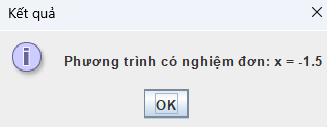 Kết quả
Phương trình có nghiệm đơn: x = -1.5
OK